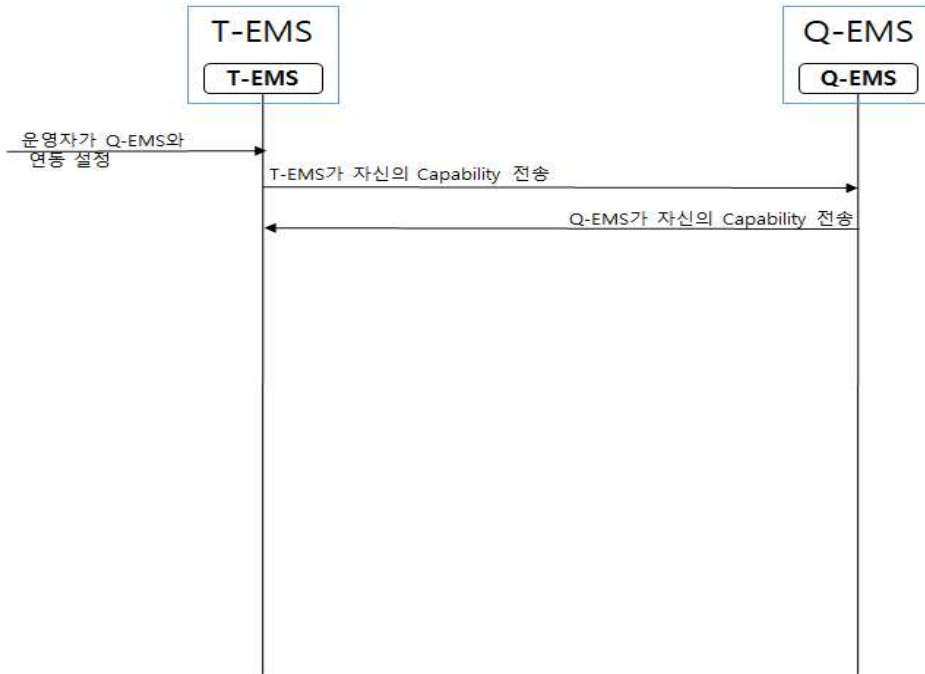 T-EMS
T-EMS
Q-EMS
Q-EMS
운영자가 Q-EMS와
연동 설정
T-EMS가 자신의 Capability 전송
Q-EMS가 자신의 Capability 전송